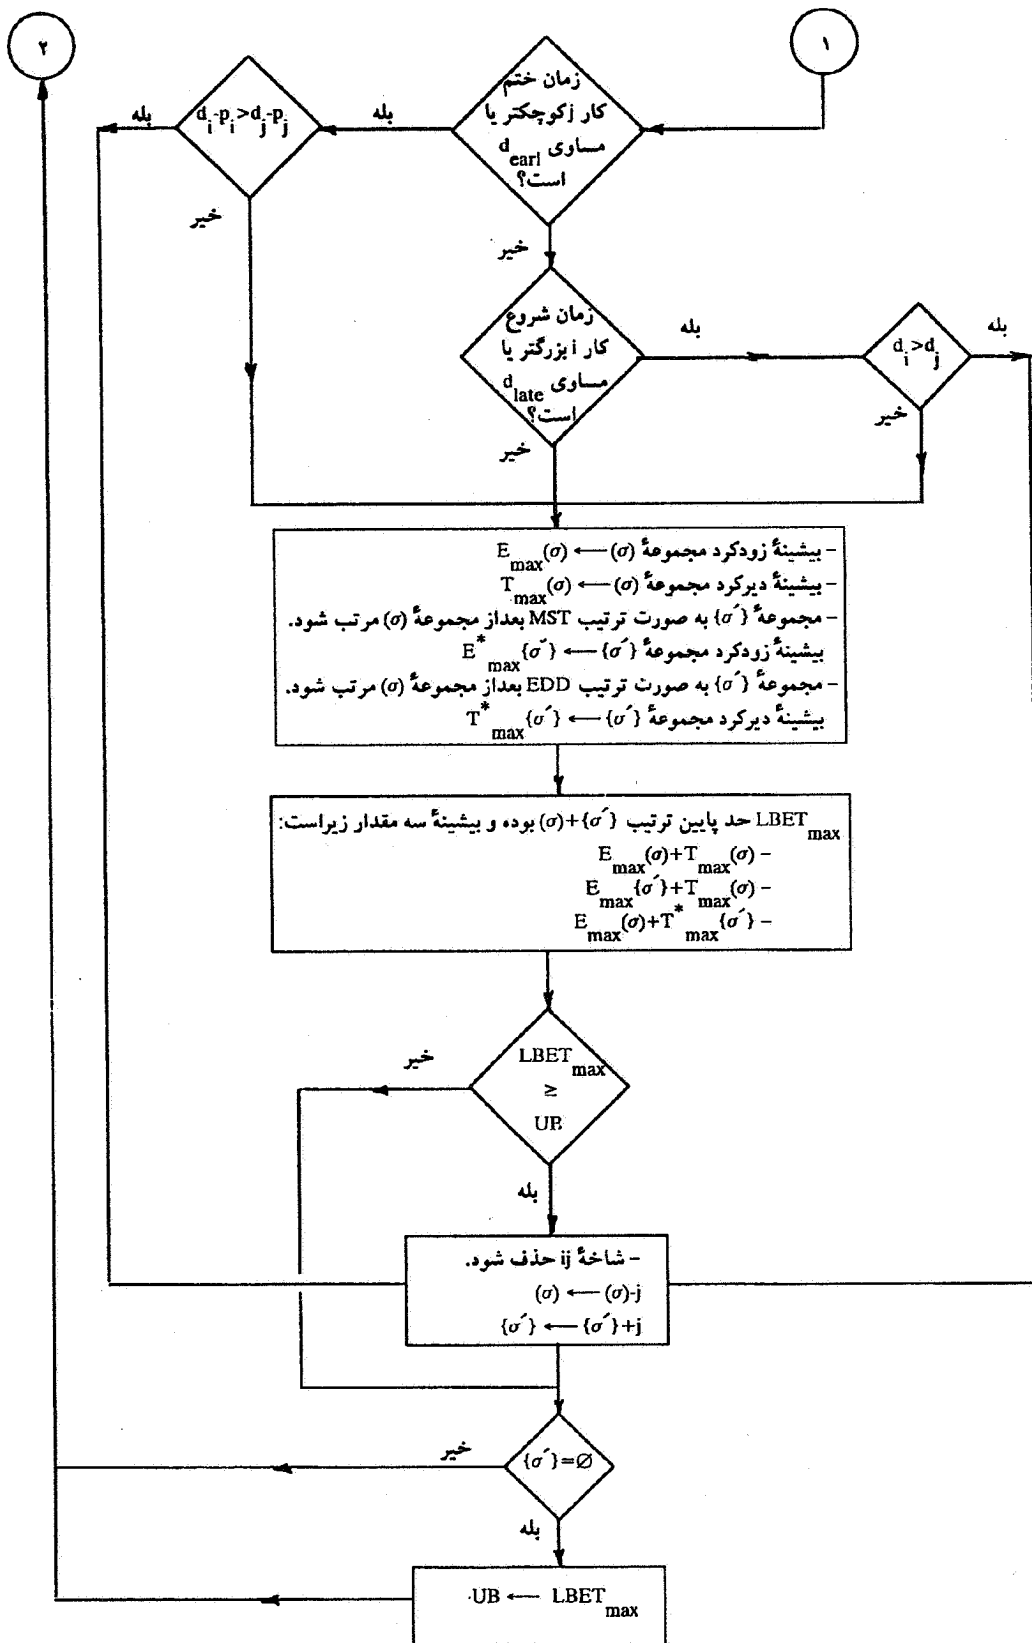 ۲
۱
زمان ختم
کار j کوچکتر یا
مساوی d_earl
است؟
بله
d_i-p_i>d_j-p_j
بله
خیر
خیر
زمان شروع
کار i بزرگتر یا
مساوی d_late
است؟
بله
d_i>d_j
بله
خیر
خیر
– بیشینهٔ زودکرد مجموعهٔ (σ) ⟶ E_max(σ)
– بیشینهٔ دیرکرد مجموعهٔ (σ) ⟶ T_max(σ)
– مجموعهٔ {σ´} به صورت ترتیب MST بعداز مجموعهٔ (σ) مرتب شود.
بیشینهٔ زودکرد مجموعهٔ {σ´} ⟶ E*_max{σ´}
– مجموعهٔ {σ´} به صورت ترتیب EDD بعداز مجموعهٔ (σ) مرتب شود.
بیشینهٔ دیرکرد مجموعهٔ {σ´} ⟶ T*_max{σ´}
LBET_max حد پایین ترتیب (σ)+{σ´} بوده و بیشینهٔ سه مقدار زیراست:
– E_max(σ)+T_max(σ)
– E_max{σ´}+T_max(σ)
– E_max(σ)+T*_max{σ´}
LBET_max
≥
UB
خیر
بله
– شاخهٔ ij حذف شود.
(σ) ⟵ (σ)-j
{σ´} ⟵ {σ´}+j
{σ´}=∅
خیر
بله
UB ⟵ LBET_max